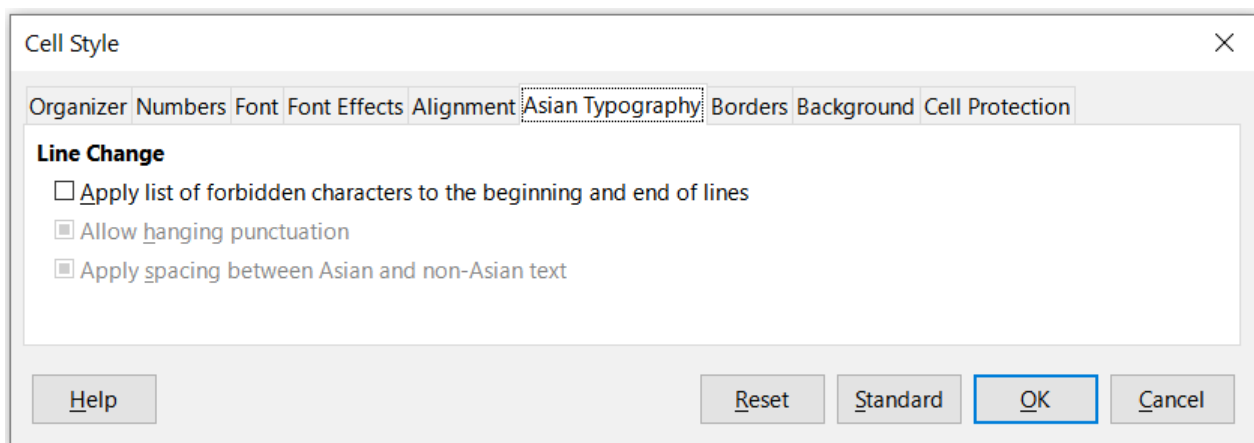 Cell Style
Organizer Numbers Font Font Effects Alignment Asian Typography Borders Background Cell Protection
Line Change
Apply list of forbidden characters to the beginning and end of lines
Allow hanging punctuation
Apply spacing between Asian and non-Asian text
Help Reset Standard OK Cancel